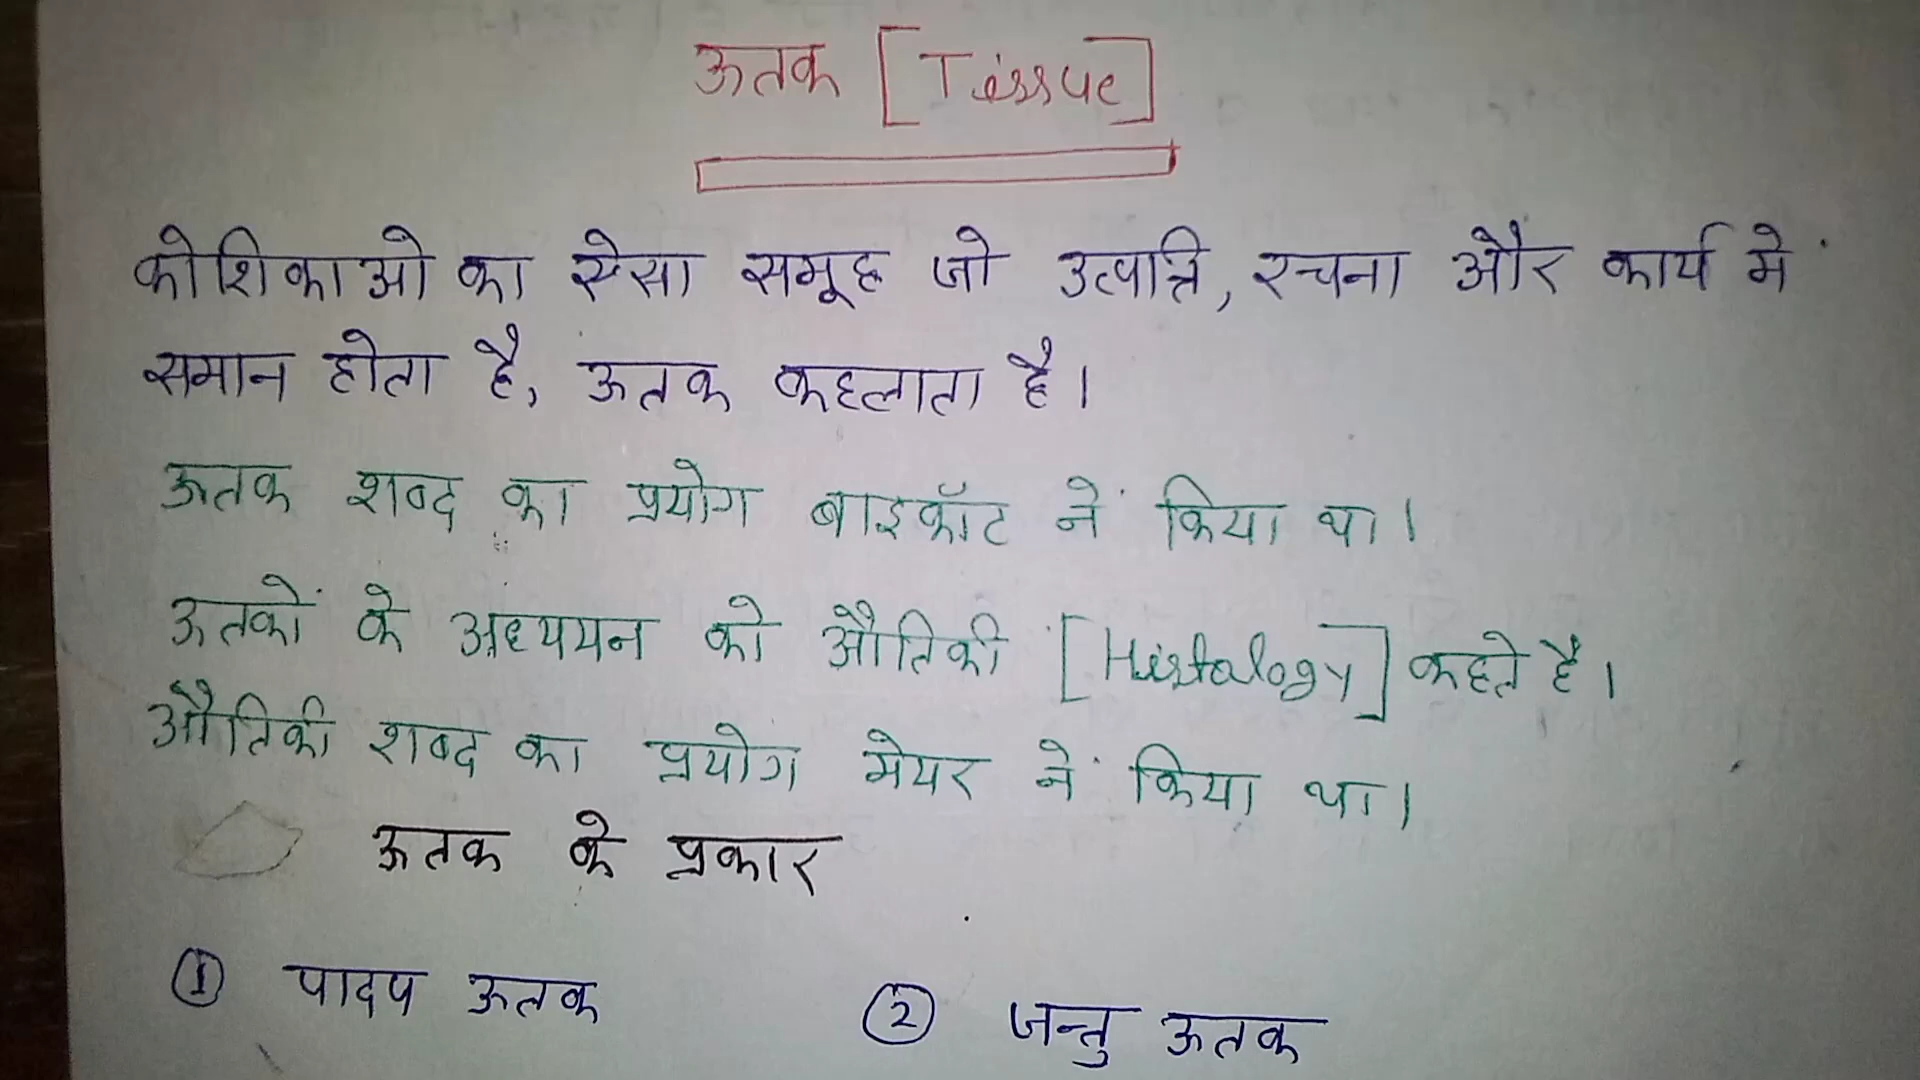 ऊतक [Tissue]
कोशिकाओ का ऐसा समूह जो उत्पत्ति, रचना और कार्य में
समान होता है, ऊतक कहलाता है।
ऊतक शब्द का प्रयोग बाइकॉट नें किया था।
ऊतकों के अध्ययन को औतिकी [Histology] कहते है।
औतिकी शब्द का प्रयोग मेयर नें किया था।
ऊतक के प्रकार
① पादप ऊतक ② जन्तु ऊतक